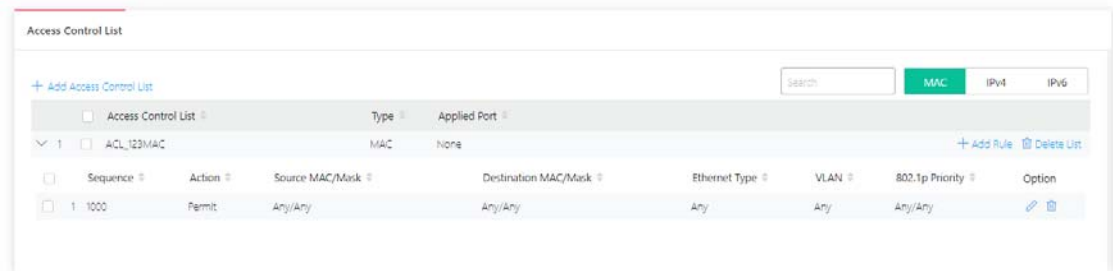 Access Control List
+ Add Access Control List
Search MAC IPv4 IPv6
Access Control List Type Applied Port
1 ACL_123MAC MAC None + Add Rule Delete List
Sequence Action Source MAC/Mask Destination MAC/Mask Ethernet Type VLAN 802.1p Priority Option
1 1000 Permit Any/Any Any/Any Any Any Any/Any